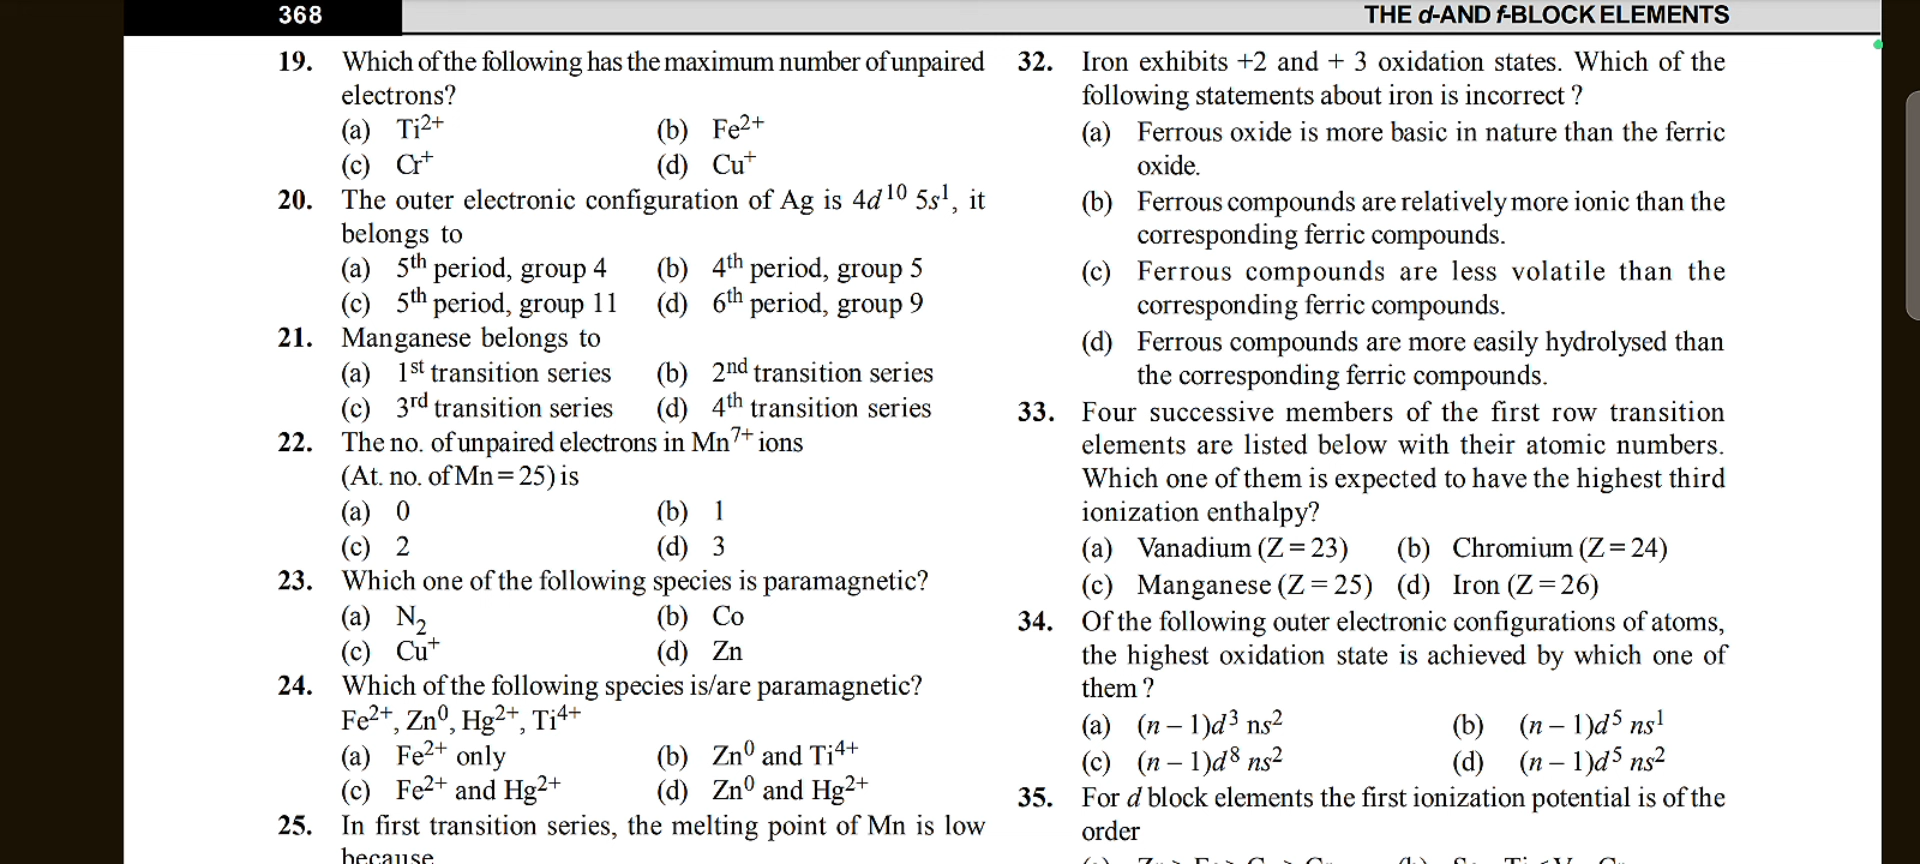 368
THE d-AND f-BLOCK ELEMENTS
19. Which of the following has the maximum number of unpaired
electrons?
(a) Ti²⁺ (b) Fe²⁺
(c) Cr⁺ (d) Cu⁺
20. The outer electronic configuration of Ag is 4d¹⁰ 5s¹, it
belongs to
(a) 5ᵗʰ period, group 4 (b) 4ᵗʰ period, group 5
(c) 5ᵗʰ period, group 11 (d) 6ᵗʰ period, group 9
21. Manganese belongs to
(a) 1ˢᵗ transition series (b) 2ⁿᵈ transition series
(c) 3ʳᵈ transition series (d) 4ᵗʰ transition series
22. The no. of unpaired electrons in Mn⁷⁺ ions
(At. no. of Mn = 25) is
(a) 0 (b) 1
(c) 2 (d) 3
23. Which one of the following species is paramagnetic?
(a) N₂ (b) Co
(c) Cu⁺ (d) Zn
24. Which of the following species is/are paramagnetic?
Fe²⁺, Zn⁰, Hg²⁺, Ti⁴⁺
(a) Fe²⁺ only (b) Zn⁰ and Ti⁴⁺
(c) Fe²⁺ and Hg²⁺ (d) Zn⁰ and Hg²⁺
25. In first transition series, the melting point of Mn is low
because
32. Iron exhibits +2 and + 3 oxidation states. Which of the
following statements about iron is incorrect ?
(a) Ferrous oxide is more basic in nature than the ferric
oxide.
(b) Ferrous compounds are relatively more ionic than the
corresponding ferric compounds.
(c) Ferrous compounds are less volatile than the
corresponding ferric compounds.
(d) Ferrous compounds are more easily hydrolysed than
the corresponding ferric compounds.
33. Four successive members of the first row transition
elements are listed below with their atomic numbers.
Which one of them is expected to have the highest third
ionization enthalpy?
(a) Vanadium (Z = 23) (b) Chromium (Z = 24)
(c) Manganese (Z = 25) (d) Iron (Z = 26)
34. Of the following outer electronic configurations of atoms,
the highest oxidation state is achieved by which one of
them ?
(a) (n – 1)d³ ns² (b) (n – 1)d⁵ ns¹
(c) (n – 1)d⁸ ns² (d) (n – 1)d⁵ ns²
35. For d block elements the first ionization potential is of the
order